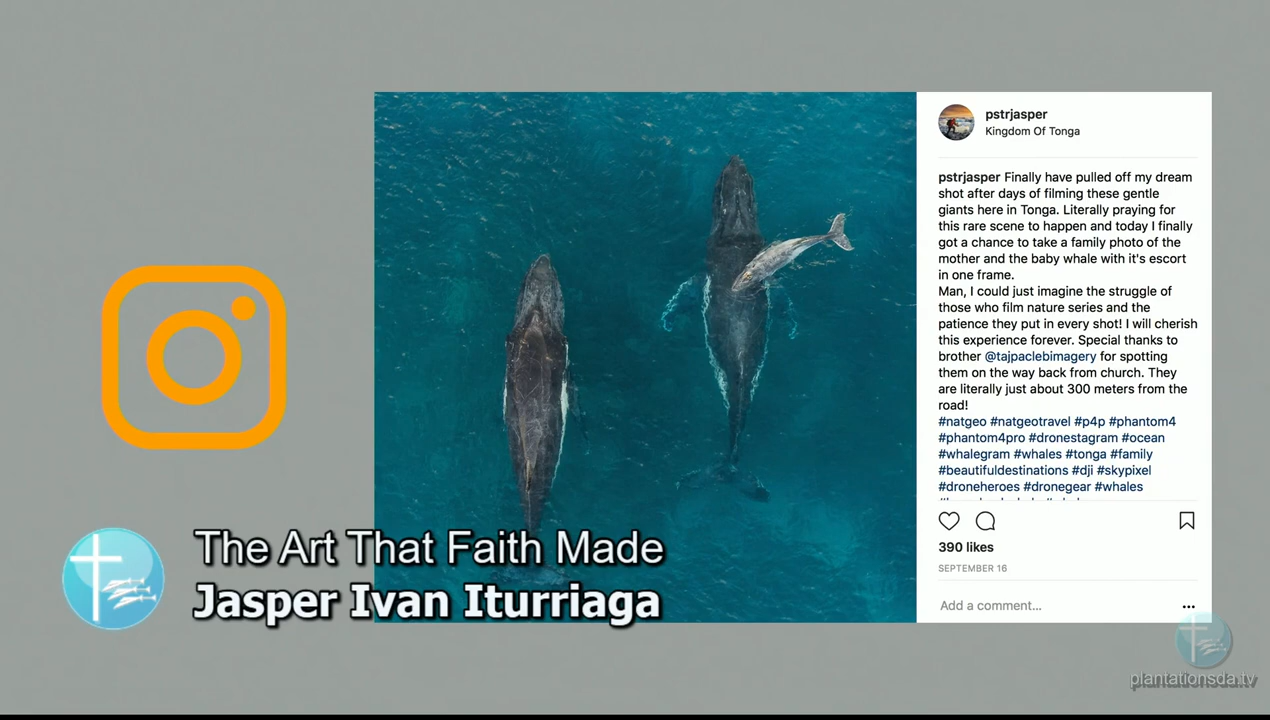 pstrjasper
Kingdom Of Tonga
pstrjasper Finally have pulled off my dream
shot after days of filming these gentle
giants here in Tonga. Literally praying for
this rare scene to happen and today I finally
got a chance to take a family photo of the
mother and the baby whale with it's escort
in one frame.
Man, I could just imagine the struggle of
those who film nature series and the
patience they put in every shot! I will cherish
this experience forever. Special thanks to
brother @tajpaclebimagery for spotting
them on the way back from church. They
are literally just about 300 meters from the
road!
#natgeo #natgeotravel #p4p #phantom4
#phantom4pro #dronestagram #ocean
#whalegram #whales #tonga #family
#beautifuldestinations #dji #skypixel
#droneheroes #dronegear #whales
390 likes
SEPTEMBER 16
Add a comment...
The Art That Faith Made
Jasper Ivan Iturriaga
plantationsda.tv